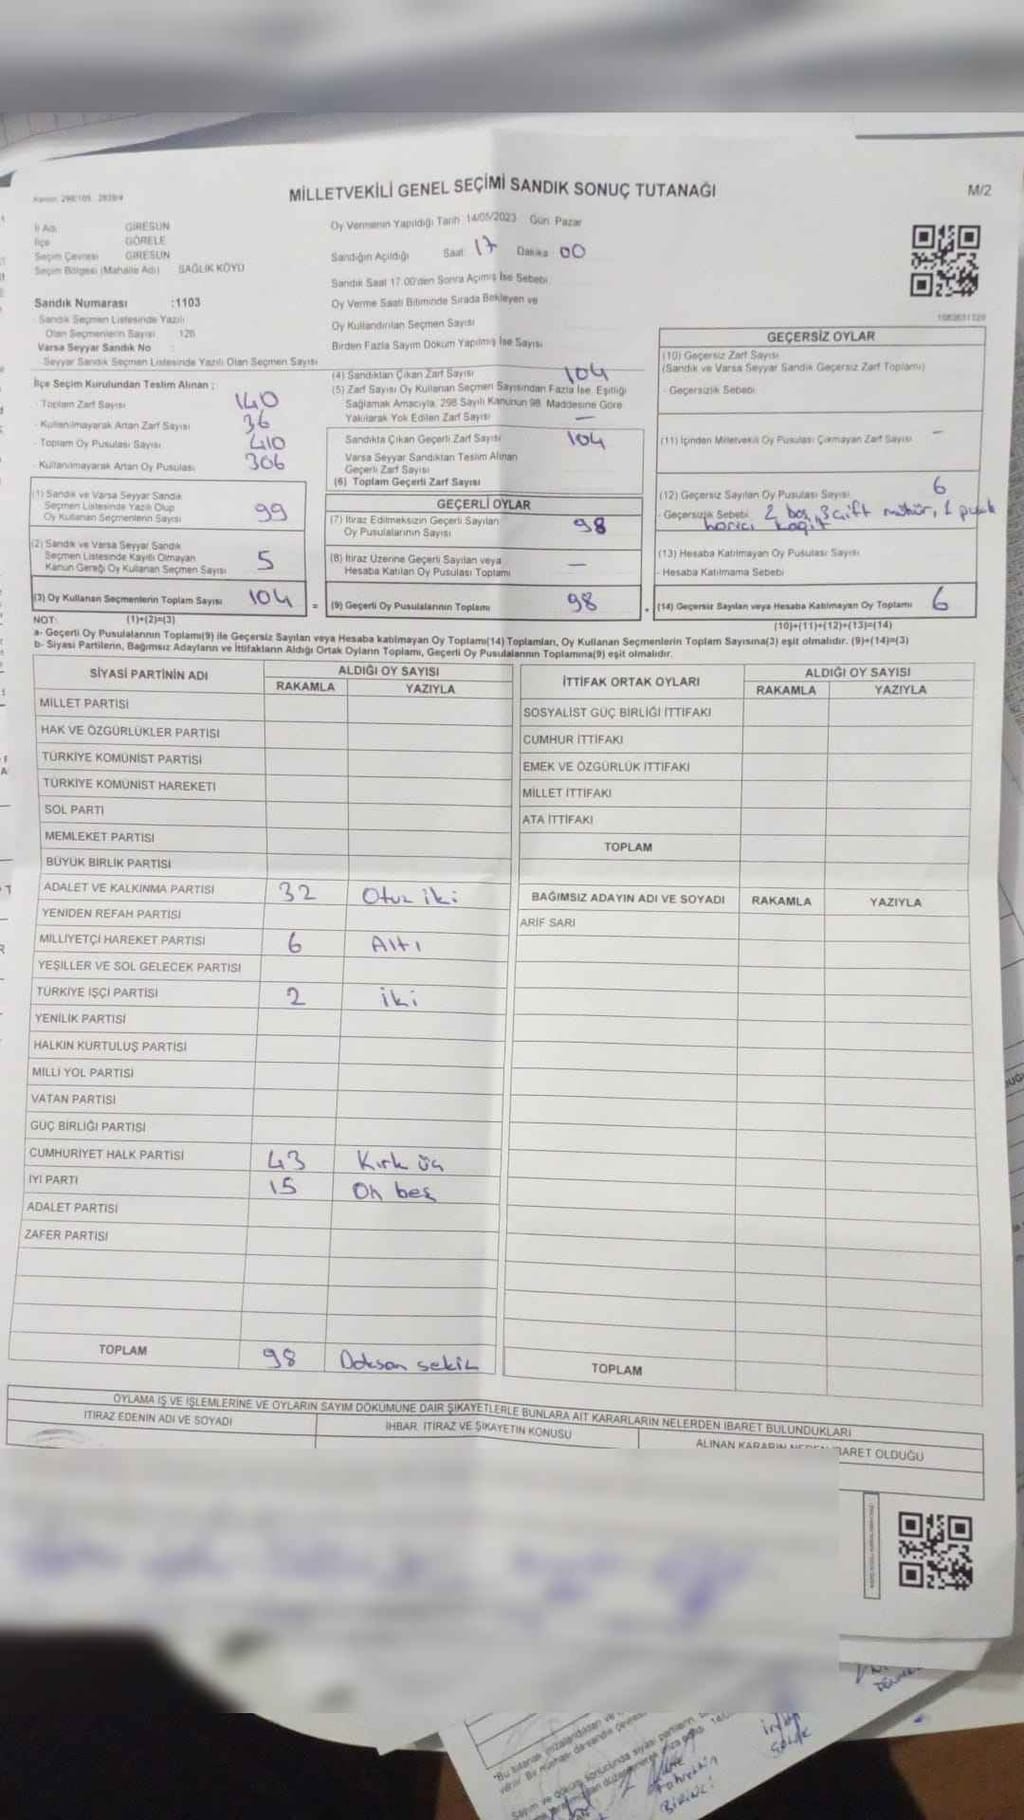 MİLLETVEKİLİ GENEL SEÇİMİ SANDIK SONUÇ TUTANAĞI
M/2
İl Adı GİRESUN
İlçe GÖRELE
Seçim Çevresi GİRESUN
Seçim Bölgesi (Mahalle Adı) SAĞLIK KÖYÜ
Sandık Numarası :1103
Sandık Seçmen Listesinde Yazılı
Olan Seçmenlerin Sayısı 126
Varsa Seyyar Sandık No
Seyyar Sandık Seçmen Listesinde Yazılı Olan Seçmen Sayısı
İlçe Seçim Kurulundan Teslim Alınan :
- Toplam Zarf Sayısı 140
- Kullanılmayarak Artan Zarf Sayısı 36
- Toplam Oy Pusulası Sayısı 410
- Kullanılmayarak Artan Oy Pusulası 306
(1) Sandık ve Varsa Seyyar Sandık
Seçmen Listesinde Yazılı Olup
Oy Kullanan Seçmenlerin Sayısı 99
(2) Sandık ve Varsa Seyyar Sandık
Seçmen Listesinde Kayıtlı Olmayan
Kanun Gereği Oy Kullanan Seçmen Sayısı 5
(3) Oy Kullanan Seçmenlerin Toplam Sayısı 104
Oy Vermenin Yapıldığı Tarih 14/05/2023 Gün: Pazar
Sandığın Açıldığı Saat: 17 Dakika 00
Sandık Saat 17.00'den Sonra Açılmış İse Sebebi
Oy Verme Saati Bitiminde Sırada Bekleyen ve
Oy Kullandırılan Seçmen Sayısı
Birden Fazla Sayım Döküm Yapılmış İse Sayısı
(4) Sandıktan Çıkan Zarf Sayısı 104
(5) Zarf Sayısı Oy Kullanan Seçmen Sayısından Fazla İse, Eşitliği
Sağlamak Amacıyla, 298 Sayılı Kanunun 98. Maddesine Göre
Yakılarak Yok Edilen Zarf Sayısı —
Sandıkta Çıkan Geçerli Zarf Sayısı 104
Varsa Seyyar Sandıktan Teslim Alınan
Geçerli Zarf Sayısı
(6) Toplam Geçerli Zarf Sayısı
GEÇERLİ OYLAR
(7) İtiraz Edilmeksizin Geçerli Sayılan
Oy Pusulalarının Sayısı 98
(8) İtiraz Üzerine Geçerli Sayılan veya
Hesaba Katılan Oy Pusulası Toplamı —
= (9) Geçerli Oy Pusulalarının Toplamı 98
GEÇERSİZ OYLAR
(10) Geçersiz Zarf Sayısı
(Sandık ve Varsa Seyyar Sandık Geçersiz Zarf Toplamı)
- Geçersizlik Sebebi
(11) İçinden Milletvekili Oy Pusulası Çıkmayan Zarf Sayısı -
(12) Geçersiz Sayılan Oy Pusulası Sayısı 6
- Geçersizlik Sebebi 2 boş, 3 çift mühür, 1 pusula
harici kağıt
(13) Hesaba Katılmayan Oy Pusulası Sayısı
- Hesaba Katılmama Sebebi
(14) Geçersiz Sayılan veya Hesaba Katılmayan Oy Toplamı 6
NOT: (1)+(2)=(3)
(10)+(11)+(12)+(13)=(14)
a- Geçerli Oy Pusulalarının Toplamı(9) ile Geçersiz Sayılan veya Hesaba katılmayan Oy Toplamı(14) Toplamları, Oy Kullanan Seçmenlerin Toplam Sayısına(3) eşit olmalıdır. (9)+(14)=(3)
b- Siyasi Partilerin, Bağımsız Adayların ve İttifakların Aldığı Ortak Oyların Toplamı, Geçerli Oy Pusulalarının Toplamına(9) eşit olmalıdır.
SİYASİ PARTİNİN ADI
ALDIĞI OY SAYISI
RAKAMLA YAZIYLA
MİLLET PARTİSİ
HAK VE ÖZGÜRLÜKLER PARTİSİ
TÜRKİYE KOMÜNİST PARTİSİ
TÜRKİYE KOMÜNİST HAREKETİ
SOL PARTİ
MEMLEKET PARTİSİ
BÜYÜK BİRLİK PARTİSİ
ADALET VE KALKINMA PARTİSİ 32 Otuz iki
YENİDEN REFAH PARTİSİ
MİLLİYETÇİ HAREKET PARTİSİ 6 Altı
YEŞİLLER VE SOL GELECEK PARTİSİ
TÜRKİYE İŞÇİ PARTİSİ 2 iki
YENİLİK PARTİSİ
HALKIN KURTULUŞ PARTİSİ
MİLLİ YOL PARTİSİ
VATAN PARTİSİ
GÜÇ BİRLİĞİ PARTİSİ
CUMHURİYET HALK PARTİSİ 43 Kırk üç
İYİ PARTİ 15 On beş
ADALET PARTİSİ
ZAFER PARTİSİ
TOPLAM 98 Doksan sekiz
İTTİFAK ORTAK OYLARI
ALDIĞI OY SAYISI
RAKAMLA YAZIYLA
SOSYALİST GÜÇ BİRLİĞİ İTTİFAKI
CUMHUR İTTİFAKI
EMEK VE ÖZGÜRLÜK İTTİFAKI
MİLLET İTTİFAKI
ATA İTTİFAKI
TOPLAM
BAĞIMSIZ ADAYIN ADI VE SOYADI RAKAMLA YAZIYLA
ARİF SARI
TOPLAM
OYLAMA İŞ VE İŞLEMLERİNE VE OYLARIN SAYIM DÖKÜMÜNE DAİR ŞİKAYETLERLE BUNLARA AİT KARARLARIN NELERDEN İBARET BULUNDUKLARI
İTİRAZ EDENİN ADI VE SOYADI
İHBAR, İTİRAZ VE ŞİKAYETİN KONUSU
ALINAN KARARIN İBARET OLDUĞU